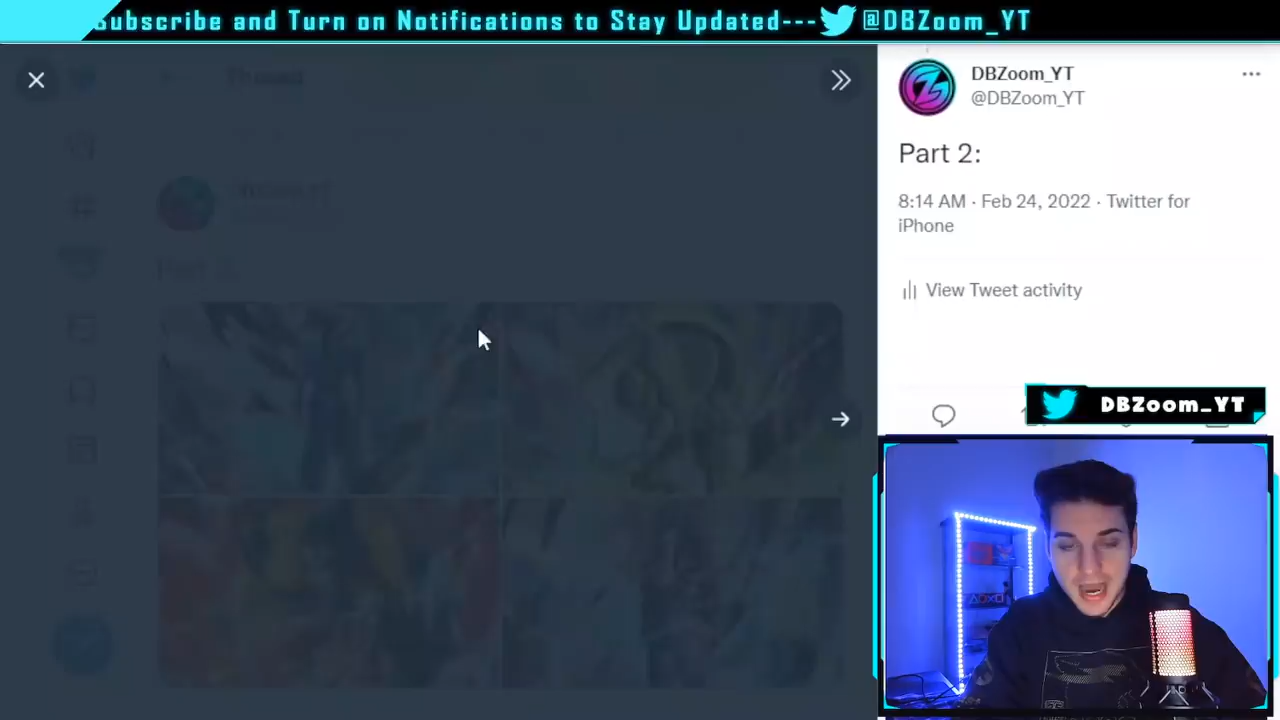 Subscribe and Turn on Notifications to Stay Updated---@DBZoom_YT
Thread
DBZoom_YT
@DBZoom_YT
Part 2:
8:14 AM · Feb 24, 2022 · Twitter for
iPhone
View Tweet activity
DBZoom_YT